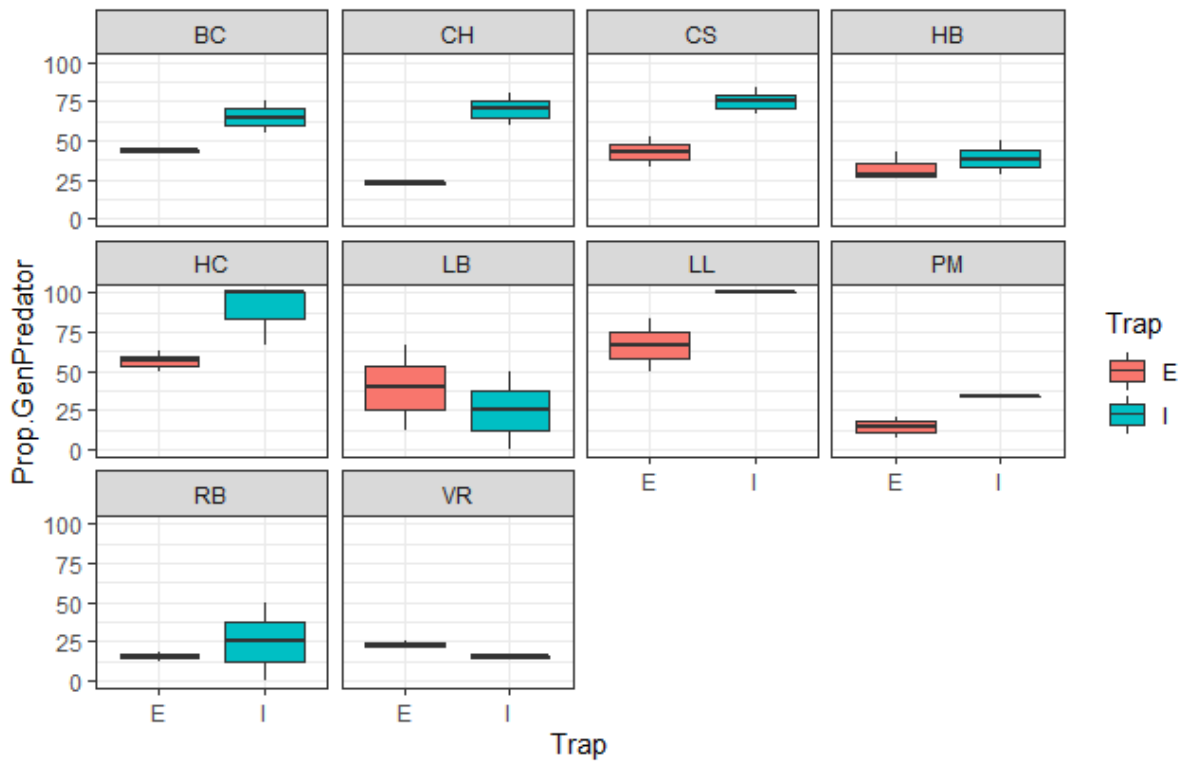 BC CH CS HB
100
75
50
25
0
HC LB LL PM
100
75
50
25
0
E I E I
RB VR
100
75
50
25
0
E I E I
Trap
Prop.GenPredator
Trap
E
I